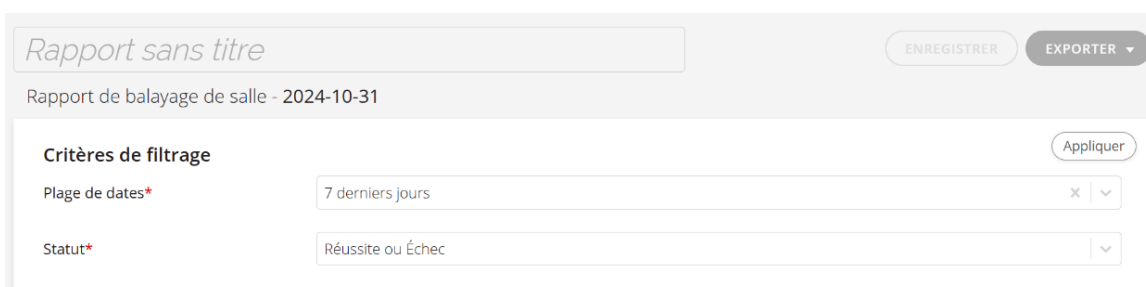 Rapport sans titre
ENREGISTRER
EXPORTER
Rapport de balayage de salle - 2024-10-31
Critères de filtrage
Appliquer
Plage de dates*
7 derniers jours
Statut*
Réussite ou Échec